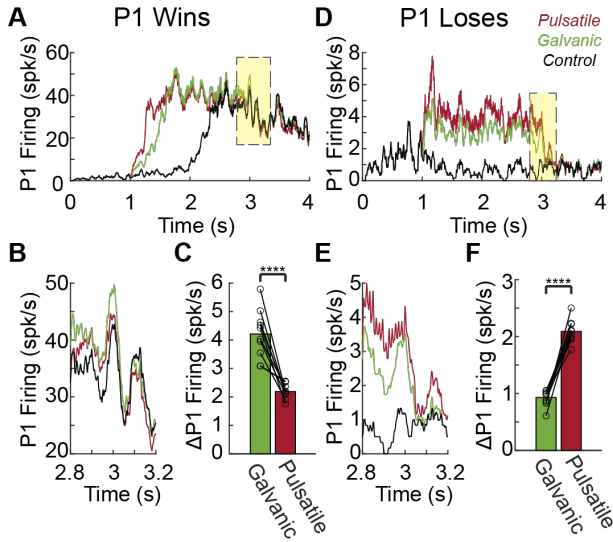 A
P1 Wins
P1 Firing (spk/s)
60
40
20
0
0
1
2
3
4
Time (s)
D
P1 Loses
Pulsatile
Galvanic
Control
P1 Firing (spk/s)
8
6
4
2
0
0
1
2
3
4
Time (s)
B
P1 Firing (spk/s)
50
40
30
20
2.8
3
3.2
Time (s)
C
****
ΔP1 Firing (spk/s)
6
5
4
3
2
1
0
Galvanic
Pulsatile
E
P1 Firing (spk/s)
5
4
3
2
1
0
2.8
3
3.2
Time (s)
F
****
ΔP1 Firing (spk/s)
3
2
1
0
Galvanic
Pulsatile